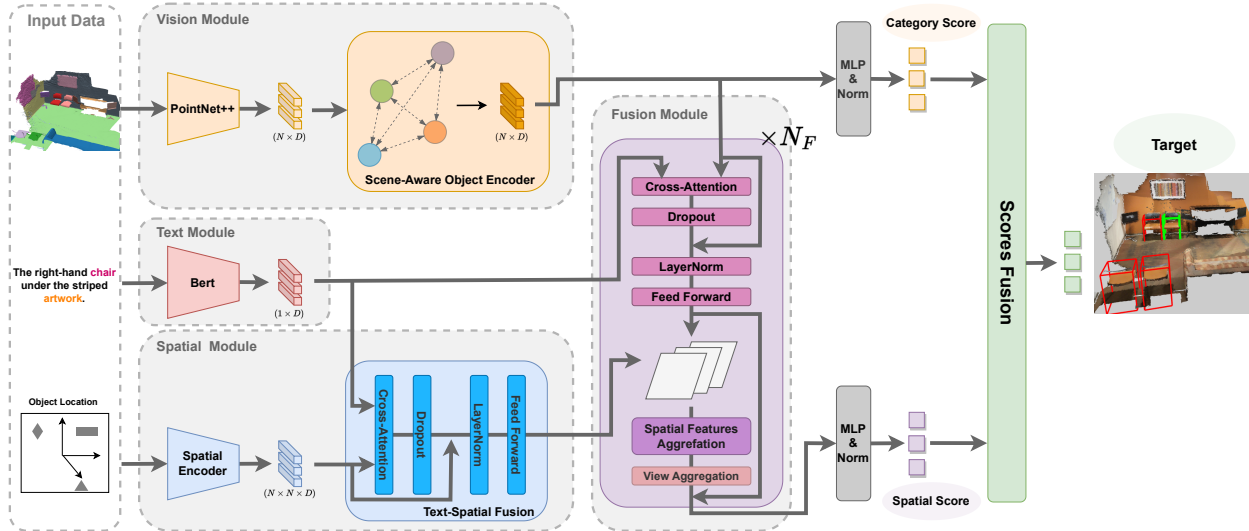 Input Data
The right-hand chair
under the striped
artwork.
Object Location
Vision Module
PointNet++
(N × D)
(N × D)
Scene-Aware Object Encoder
Text Module
Bert
(1 × D)
Spatial Module
Spatial
Encoder
(N × N × D)
Cross-Attention
Dropout
LayerNorm
Feed Forward
Text-Spatial Fusion
Fusion Module
×N_F
Cross-Attention
Dropout
LayerNorm
Feed Forward
Spatial Features
Aggrefation
View Aggregation
MLP
&
Norm
Category Score
MLP
&
Norm
Spatial Score
Scores Fusion
Target